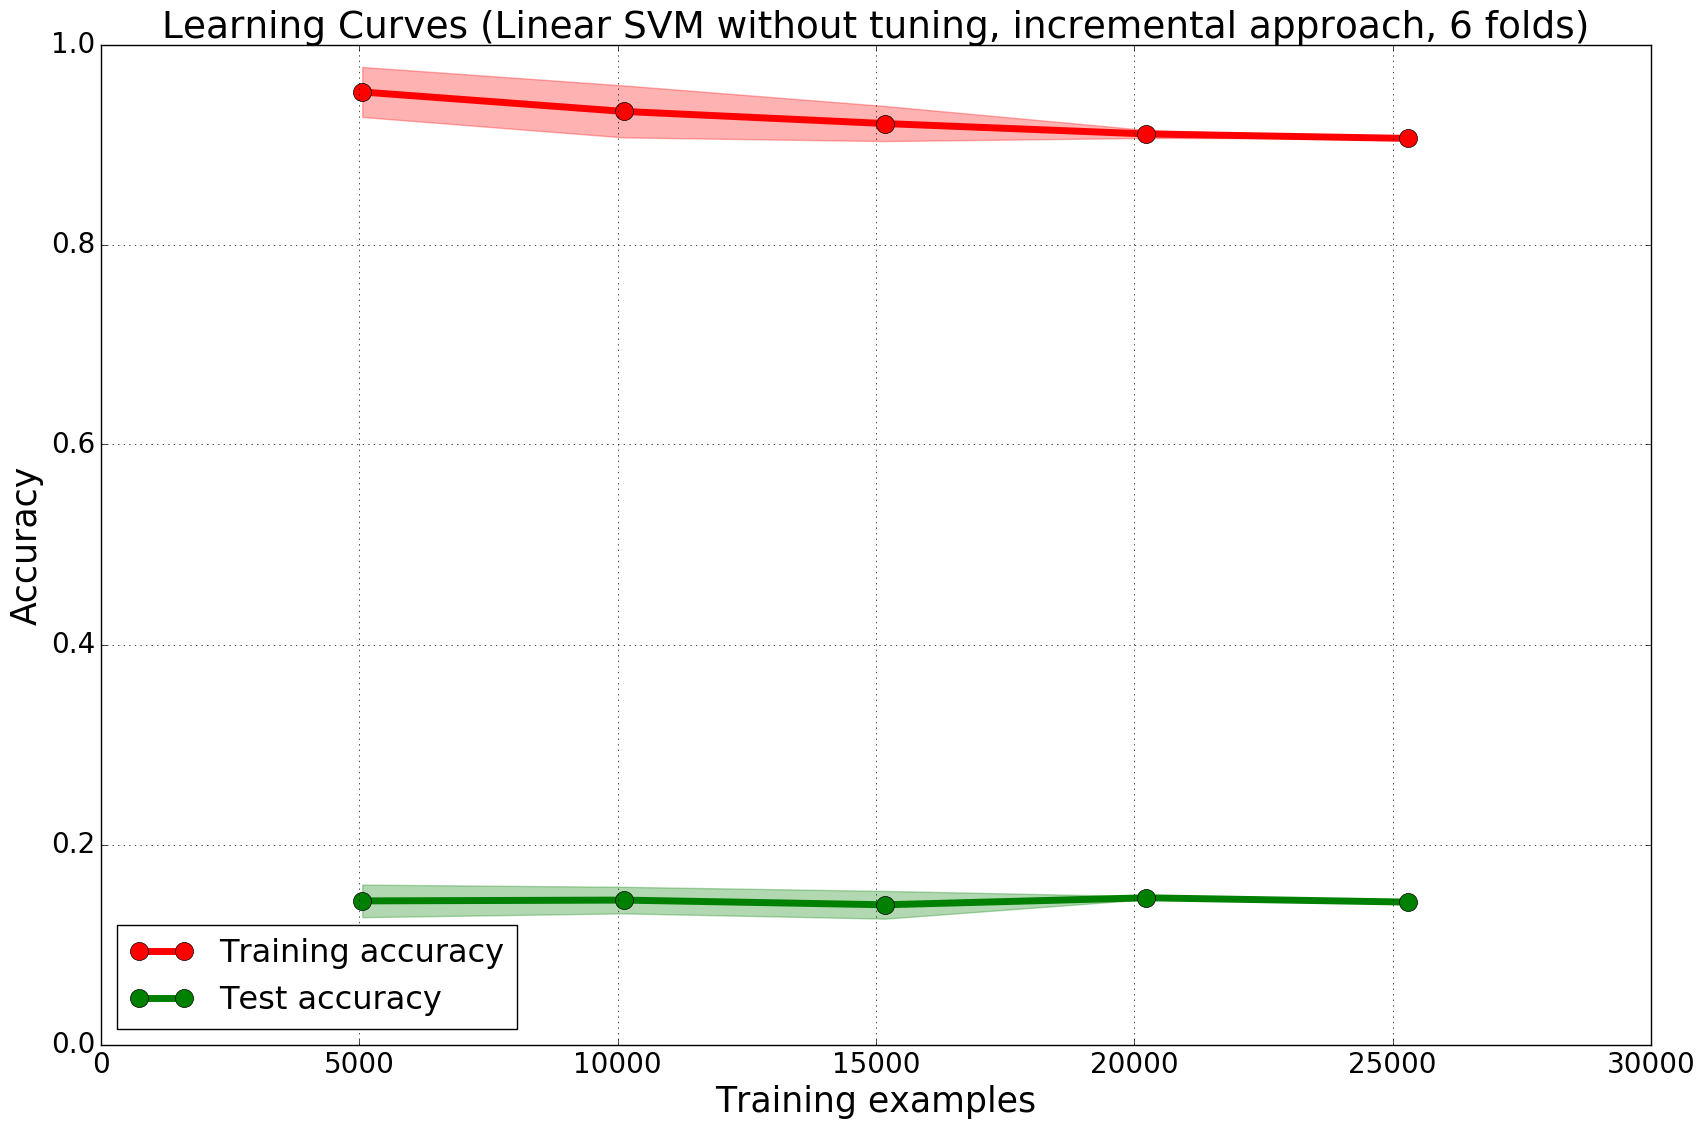 Learning Curves (Linear SVM without tuning, incremental approach, 6 folds)
1.0
0.8
0.6
0.4
0.2
0.0
Accuracy
Training accuracy
Test accuracy
0 5000 10000 15000 20000 25000 30000
Training examples